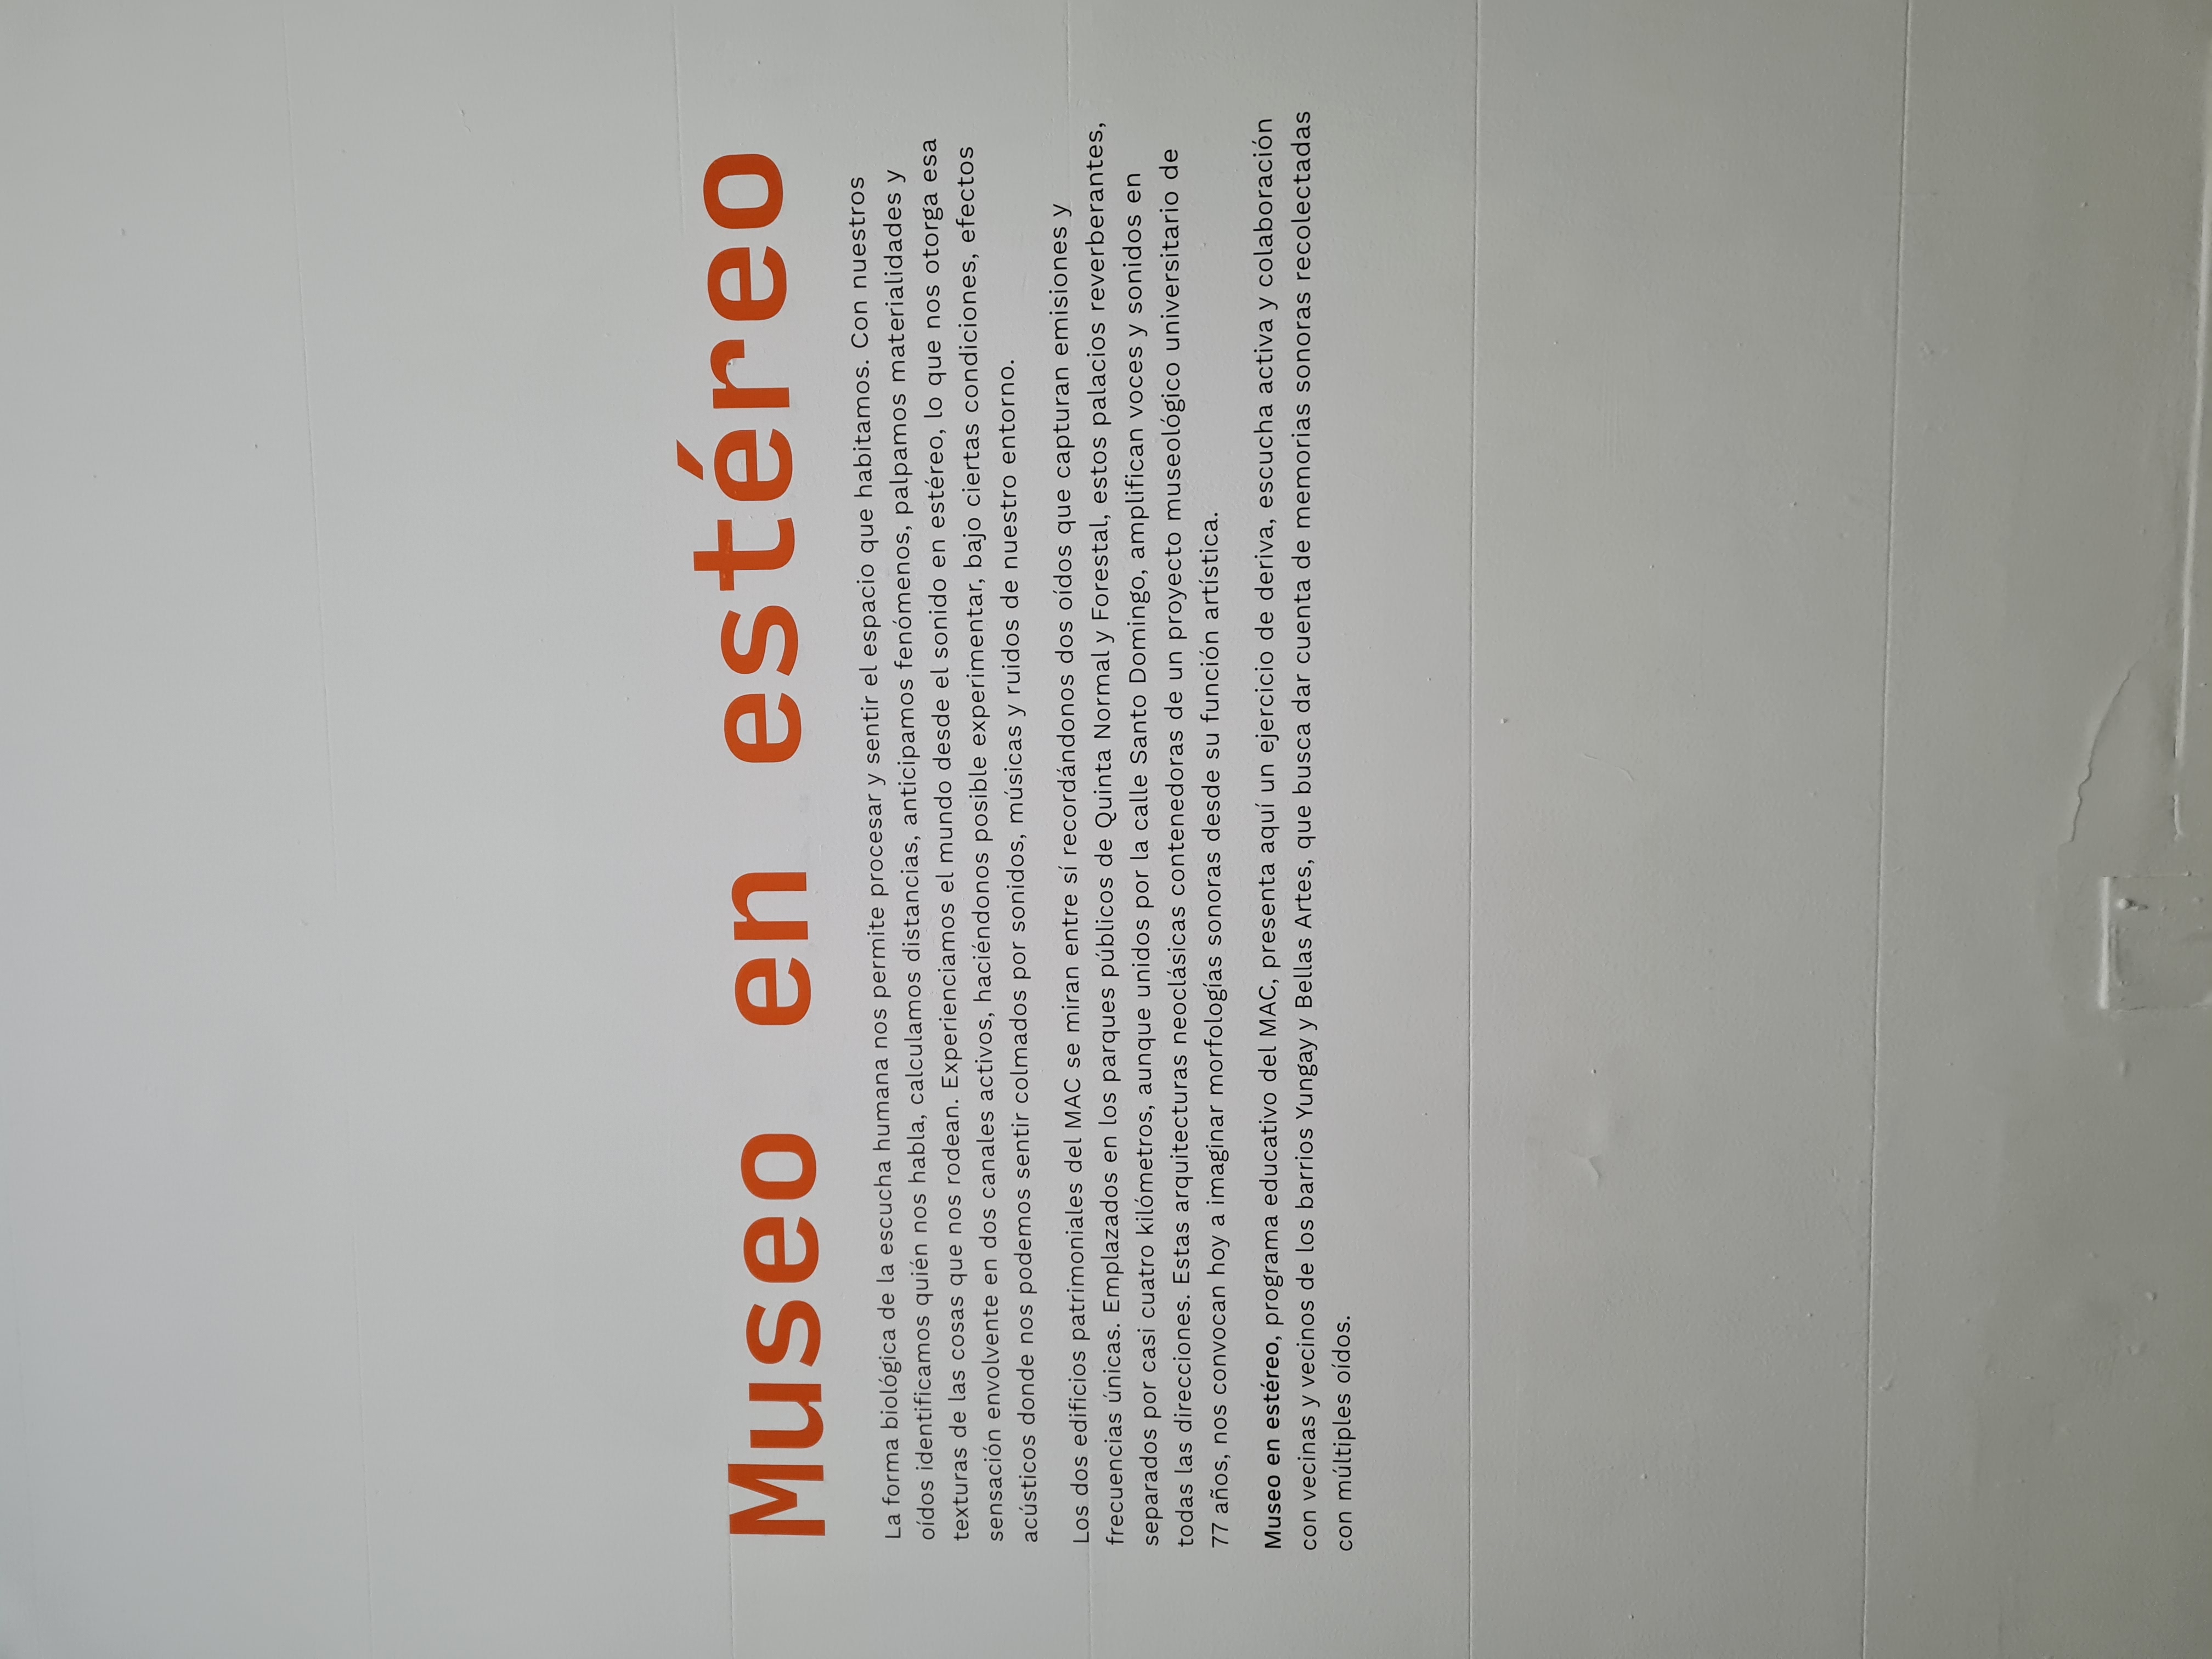 Museo en estéreo
La forma biológica de la escucha humana nos permite procesar y sentir el espacio que habitamos. Con nuestros
oídos identificamos quién nos habla, calculamos distancias, anticipamos fenómenos, palpamos materialidades y
texturas de las cosas que nos rodean. Experienciamos el mundo desde el sonido en estéreo, lo que nos otorga esa
sensación envolvente en dos canales activos, haciéndonos posible experimentar, bajo ciertas condiciones, efectos
acústicos donde nos podemos sentir colmados por sonidos, músicas y ruidos de nuestro entorno.
Los dos edificios patrimoniales del MAC se miran entre sí recordándonos dos oídos que capturan emisiones y
frecuencias únicas. Emplazados en los parques públicos de Quinta Normal y Forestal, estos palacios reverberantes,
separados por casi cuatro kilómetros, aunque unidos por la calle Santo Domingo, amplifican voces y sonidos en
todas las direcciones. Estas arquitecturas neoclásicas contenedoras de un proyecto museológico universitario de
77 años, nos convocan hoy a imaginar morfologías sonoras desde su función artística.
Museo en estéreo, programa educativo del MAC, presenta aquí un ejercicio de deriva, escucha activa y colaboración
con vecinas y vecinos de los barrios Yungay y Bellas Artes, que busca dar cuenta de memorias sonoras recolectadas
con múltiples oídos.